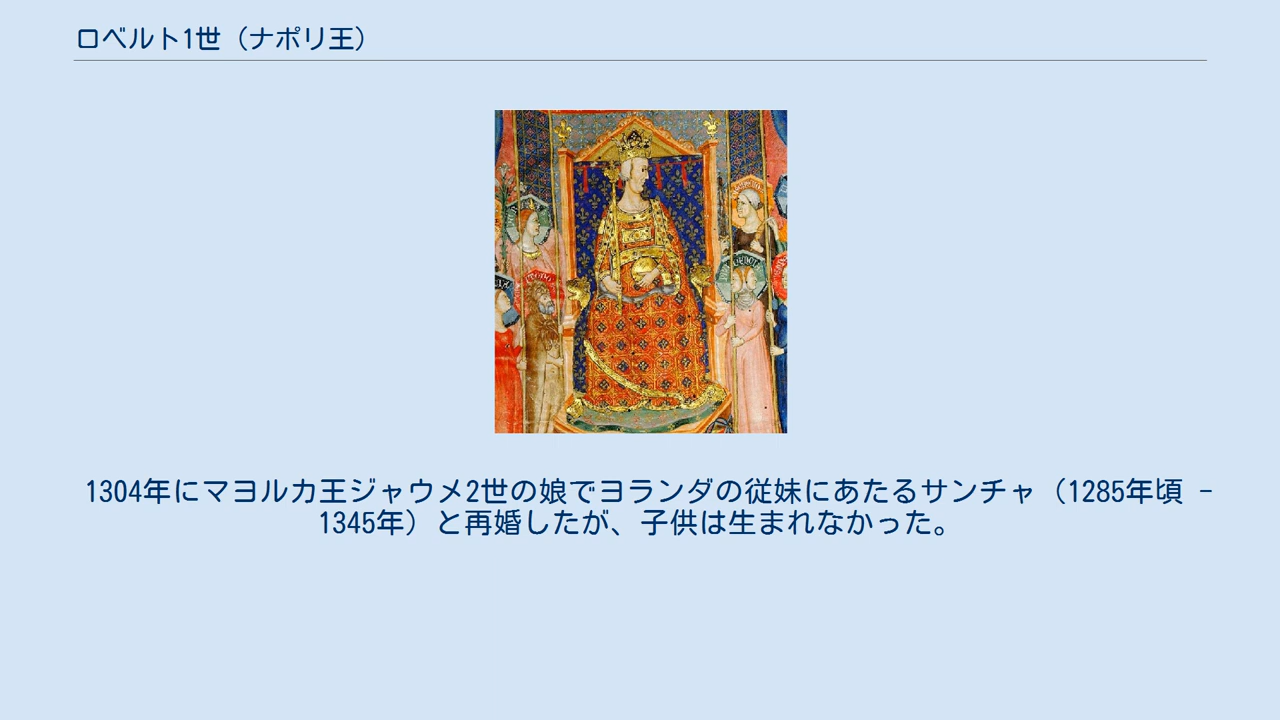 ロベルト1世（ナポリ王）
1304年にマヨルカ王ジャウメ2世の娘でヨランダの従妹にあたるサンチャ（1285年頃 -
1345年）と再婚したが、子供は生まれなかった。